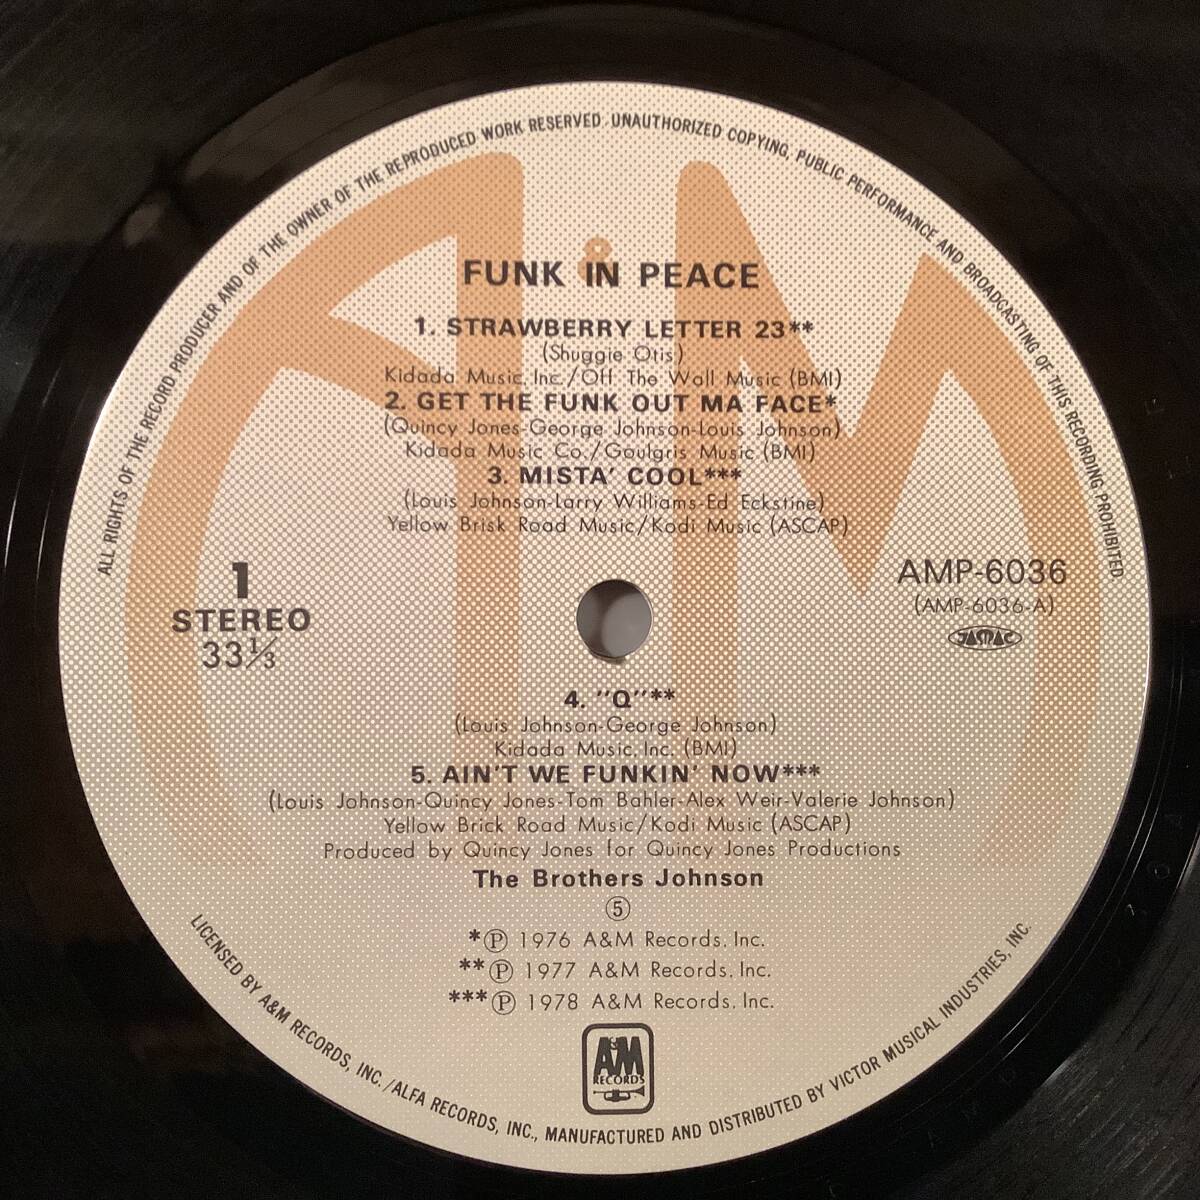 ALL RIGHTS OF THE RECORD PRODUCER AND OF THE OWNER OF THE REPRODUCED WORK RESERVED UNAUTHORIZED COPYING, PUBLIC PERFORMANCE AND BROADCASTING OF THIS RECORDING PROHIBITED.
FUNK IN PEACE
1. STRAWBERRY LETTER 23**
(Shuggie Otis)
Kidada Music, Inc./Off The Wall Music (BMI)
2. GET THE FUNK OUT MA FACE*
(Quincy Jones-George Johnson-Louis Johnson)
Kidada Music Co./Goulgris Music (BMI)
3. MISTA' COOL***
(Louis Johnson-Larry Williams-Ed Eckstine)
Yellow Brisk Road Music/Kodi Music (ASCAP)
1
STEREO
33⅓
AMP-6036
(AMP-6036-A)
JASRAC
4. "Q"**
(Louis Johnson-George Johnson)
Kidada Music, Inc. (BMI)
5. AIN'T WE FUNKIN' NOW***
(Louis Johnson-Quincy Jones-Tom Bahler-Alex Weir-Valerie Johnson)
Yellow Brick Road Music/Kodi Music (ASCAP)
Produced by Quincy Jones for Quincy Jones Productions
The Brothers Johnson
⑤
*Ⓟ 1976 A&M Records, Inc.
**Ⓟ 1977 A&M Records, Inc.
***Ⓟ 1978 A&M Records, Inc.
A&M
RECORDS
LICENSED BY A&M RECORDS, INC./ALFA RECORDS, INC., MANUFACTURED AND DISTRIBUTED BY VICTOR MUSICAL INDUSTRIES, INC.